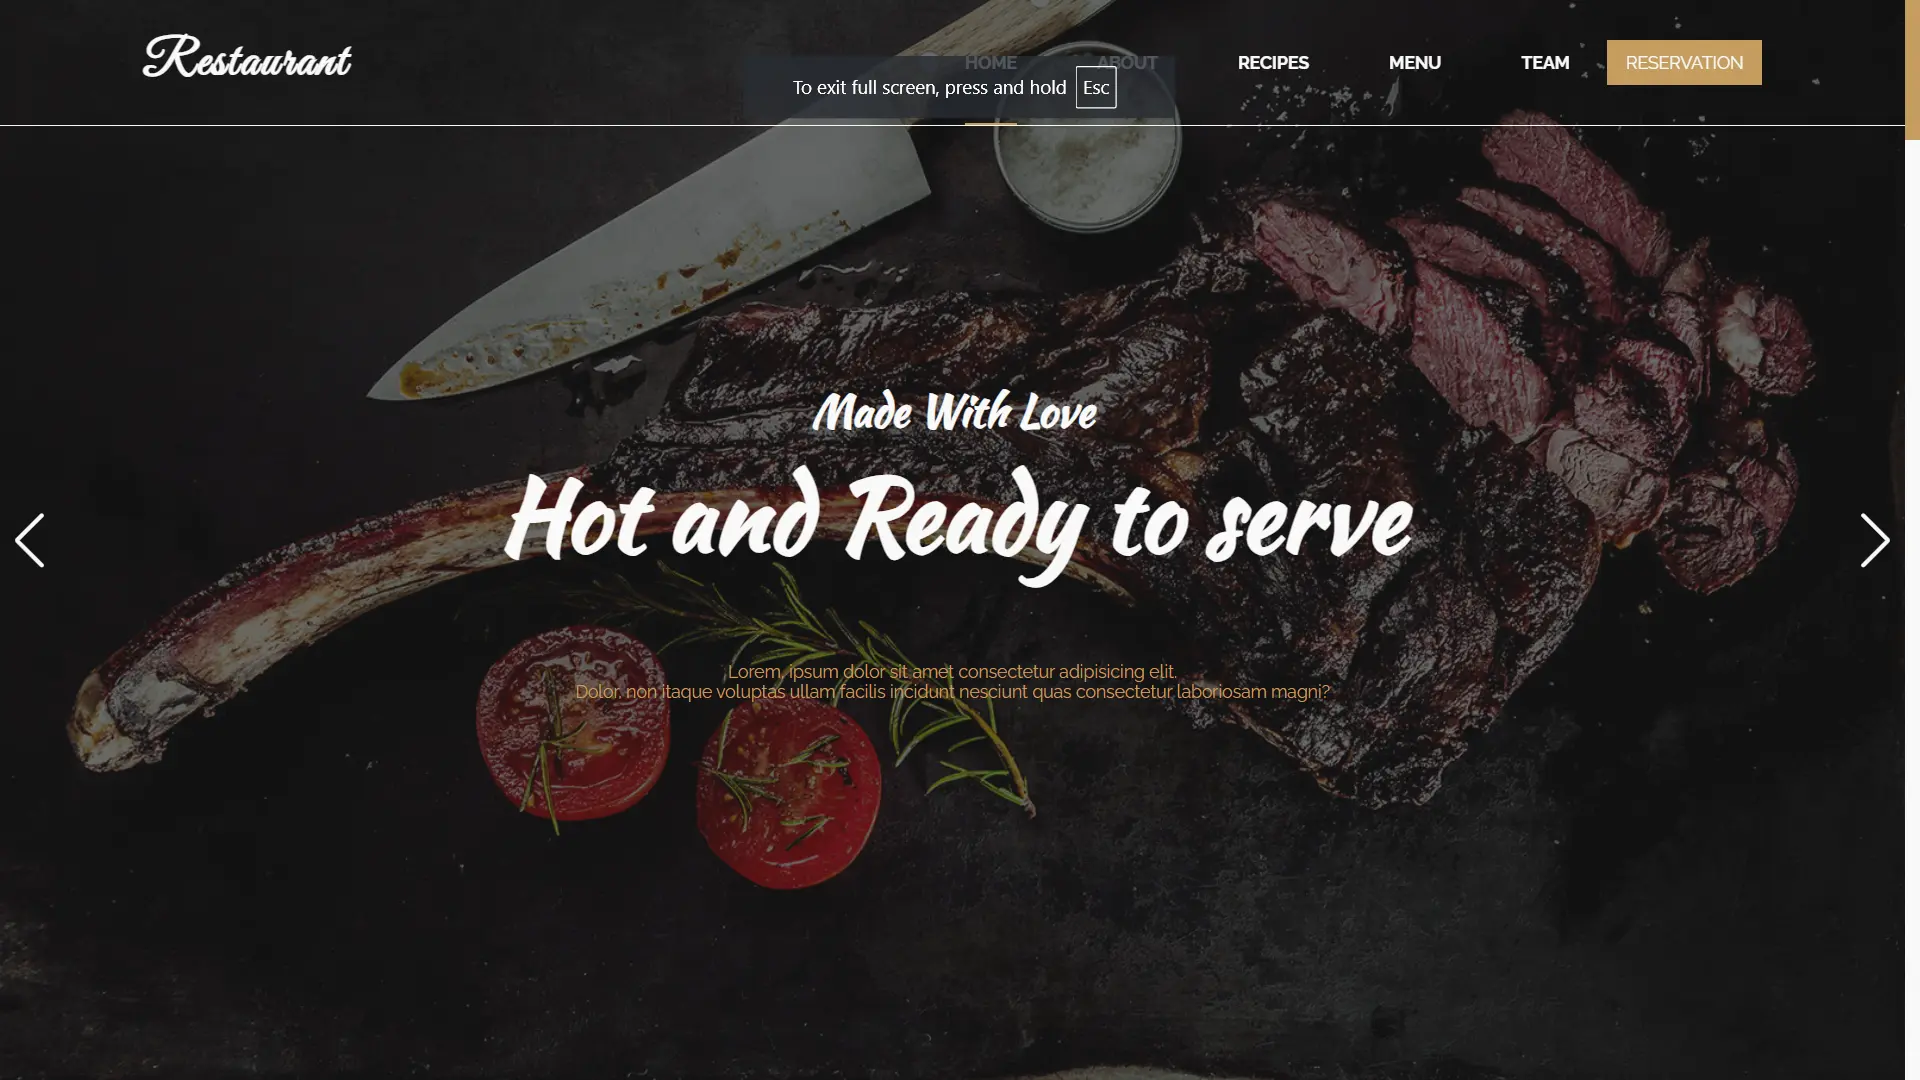 Restaurant
HOME
ABOUT
RECIPES
MENU
TEAM
RESERVATION
To exit full screen, press and hold Esc
Made With Love
Hot and Ready to serve
Lorem, ipsum dolor sit amet consectetur adipisicing elit.
Dolor, non itaque voluptas ullam facilis incidunt nesciunt quas consectetur laboriosam magni?